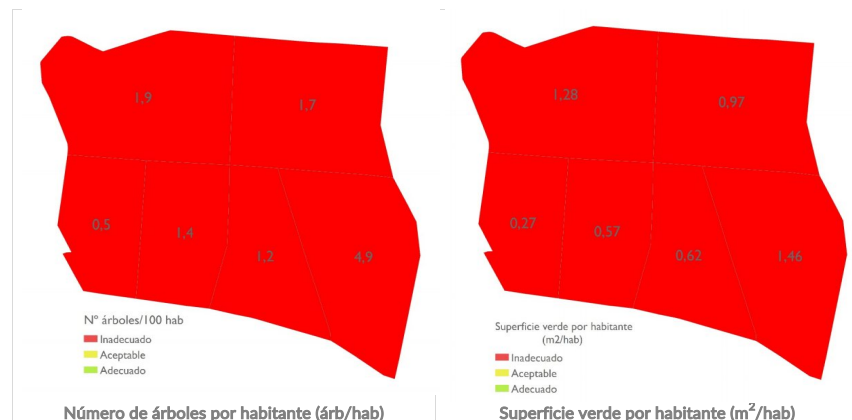 1,9
1,7
0,5
1,4
1,2
4,9
Nº árboles/100 hab
Inadecuado
Aceptable
Adecuado
Número de árboles por habitante (árb/hab)
1,28
0,97
0,27
0,57
0,62
1,46
Superficie verde por habitante
(m2/hab)
Inadecuado
Aceptable
Adecuado
Superficie verde por habitante (m²/hab)